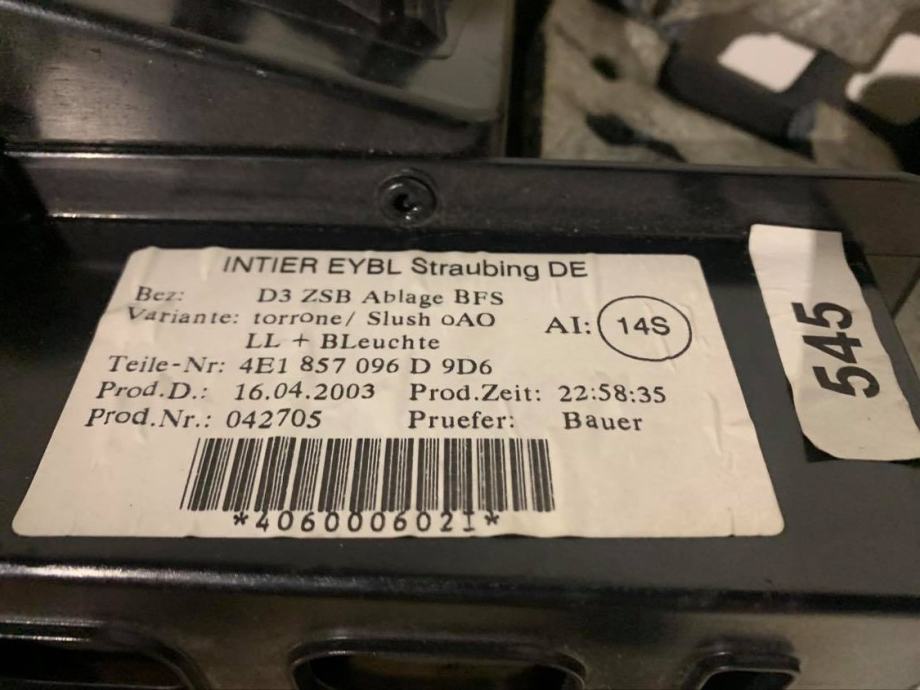 INTIER EYBL Straubing DE
Bez: D3 ZSB Ablage BFS
Variante: torrone/ Slush oAO
LL + BLeuchte
AI: 14S
Teile-Nr: 4E1 857 096 D 9D6
Prod.D.: 16.04.2003 Prod.Zeit: 22:58:35
Prod.Nr.: 042705 Pruefer: Bauer
*4060006021*
545